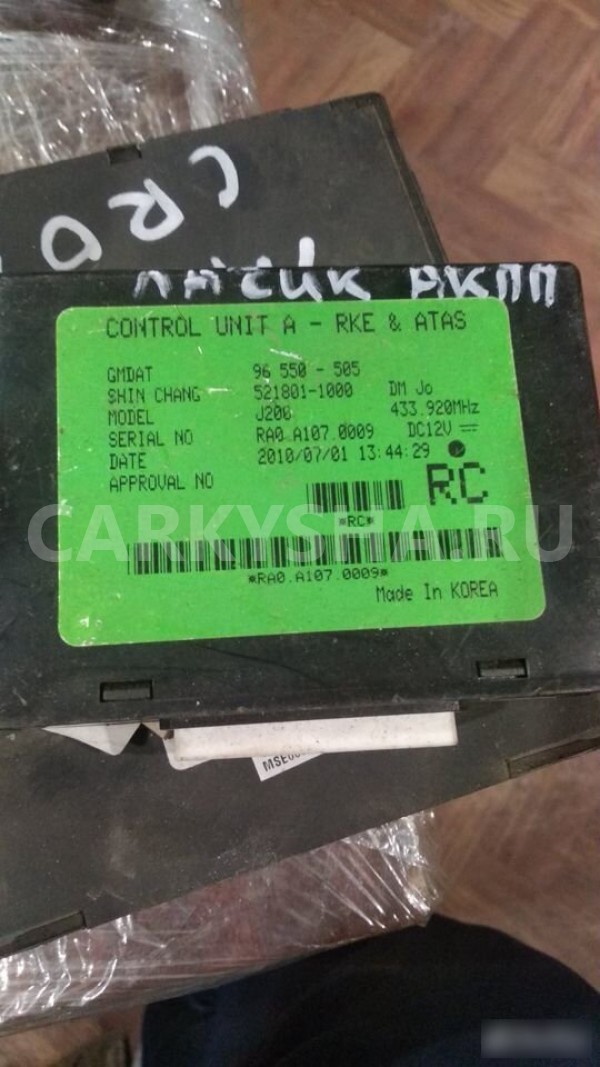 CRO
ЛАЧЦК АКПП
CONTROL UNIT A - RKE & ATAS
GMDAT 96 550 - 505
SHIN CHANG 521801-1000 DM Jo
MODEL J200 433.920MHz
SERIAL NO RA0.A107.0009 DC12V
DATE 2010/07/01 13:44:29
APPROVAL NO
RC
*RC*
CARKYSHA.RU
*RA0.A107.0009*
Made In KOREA